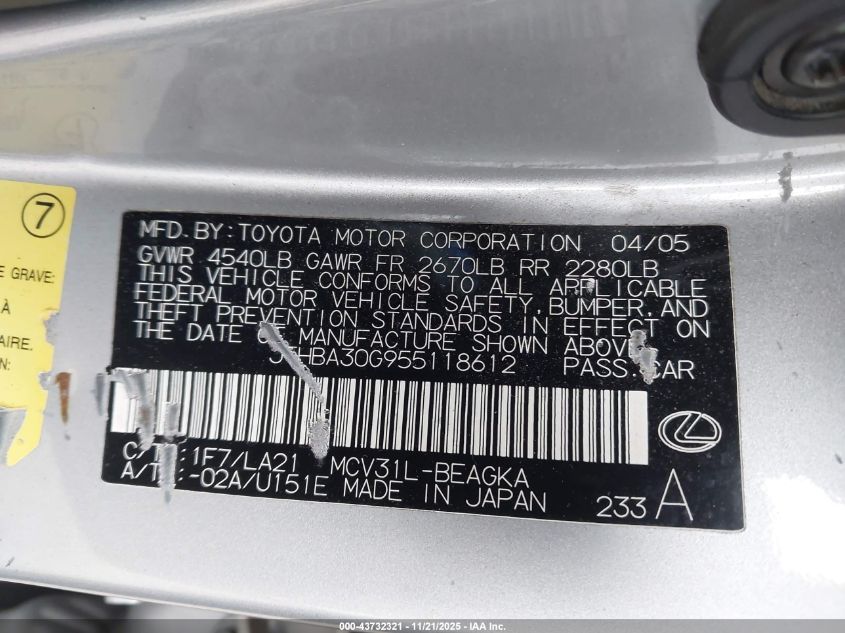 7
E GRAVE:
À
AIRE.
MFD. BY: TOYOTA MOTOR CORPORATION 04/05
GVWR 4540LB GAWR FR 2670LB RR 2280LB
THIS VEHICLE CONFORMS TO ALL APPLICABLE
FEDERAL MOTOR VEHICLE SAFETY, BUMPER, AND
THEFT PREVENTION STANDARDS IN EFFECT ON
THE DATE OF MANUFACTURE SHOWN ABOVE.
JTHBA30G955118612 PASS. CAR
C/TR: 1F7/LA21 MCV31L-BEAGKA
A/TM: -02A/U151E MADE IN JAPAN
233 A
000-43732321 - 11/21/2025 - IAA Inc.